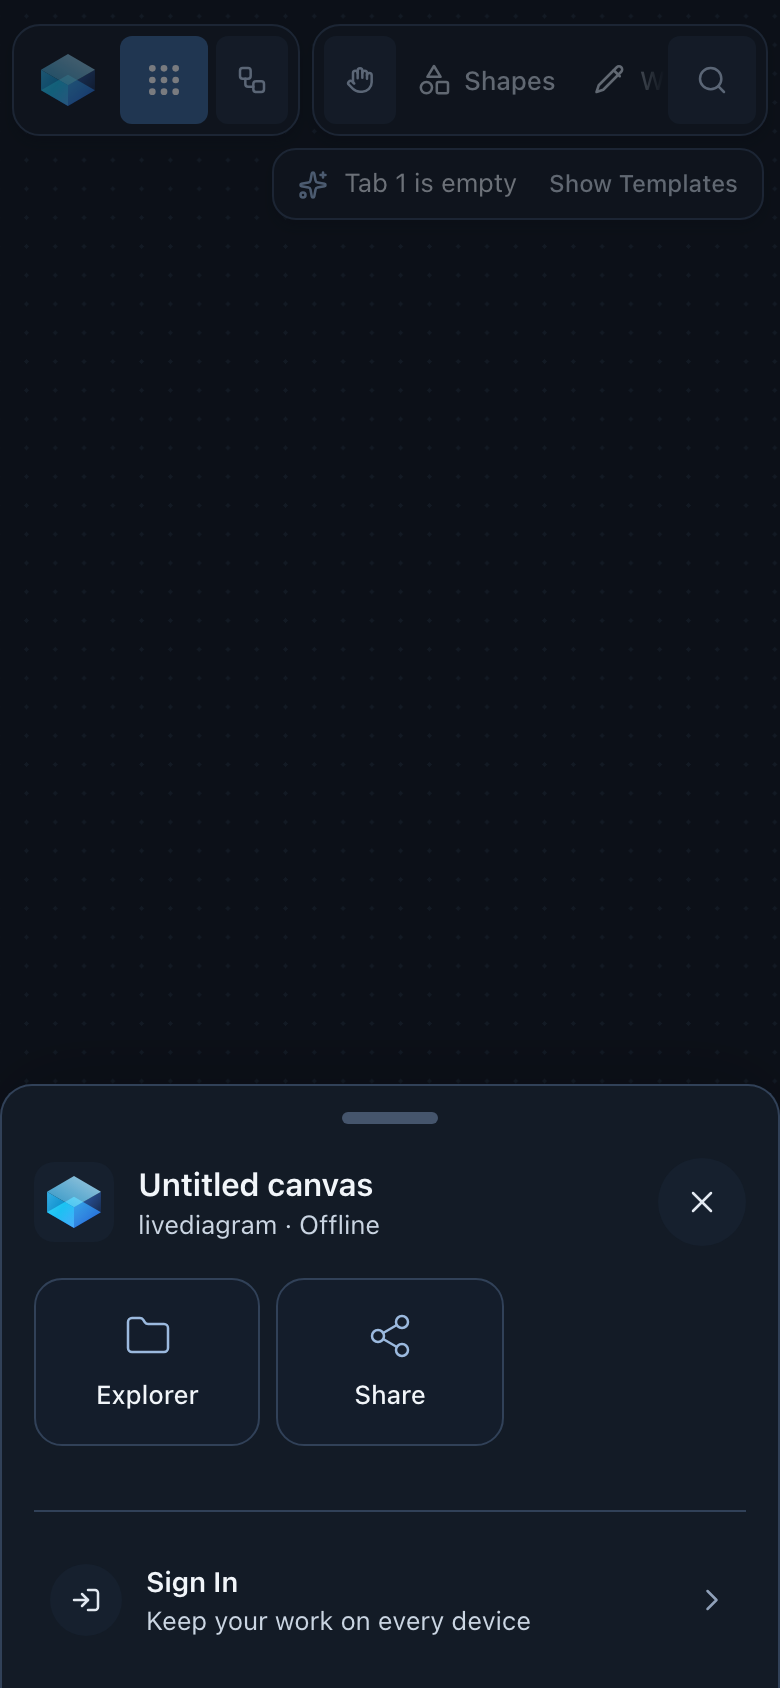 Shapes
Tab 1 is empty
Show Templates
Untitled canvas
livediagram · Offline
Explorer
Share
Sign In
Keep your work on every device